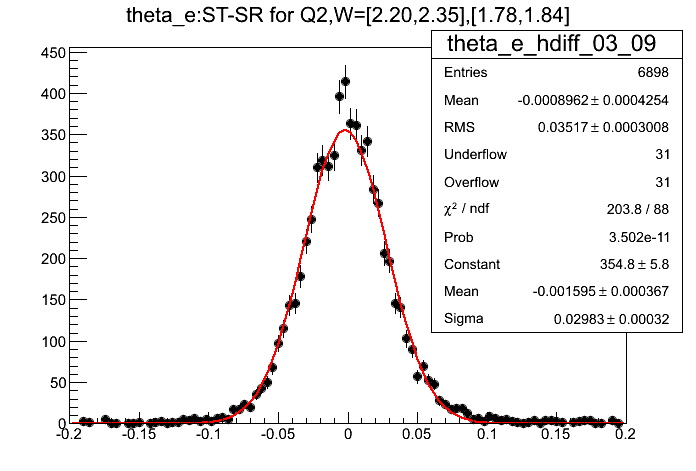 theta_e:ST-SR for Q2,W=[2.20,2.35],[1.78,1.84]
theta_e_hdiff_03_09
Entries 6898
Mean -0.0008962 ± 0.0004254
RMS 0.03517 ± 0.0003008
Underflow 31
Overflow 31
χ² / ndf 203.8 / 88
Prob 3.502e-11
Constant 354.8 ± 5.8
Mean -0.001595 ± 0.000367
Sigma 0.02983 ± 0.00032
450
400
350
300
250
200
150
100
50
0
-0.2 -0.15 -0.1 -0.05 0 0.05 0.1 0.15 0.2